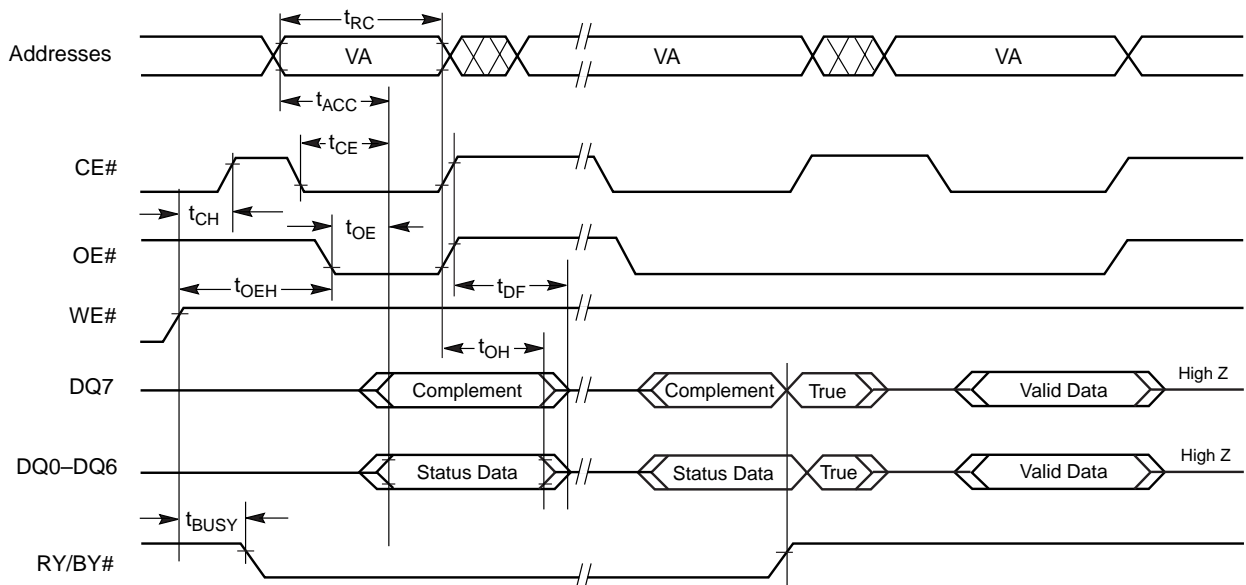 tRC
Addresses VA VA VA
tACC
tCE
CE#
tCH tOE
OE#
tOEH tDF
WE#
tOH
DQ7 Complement Complement True Valid Data High Z
DQ0–DQ6 Status Data Status Data True Valid Data High Z
tBUSY
RY/BY#